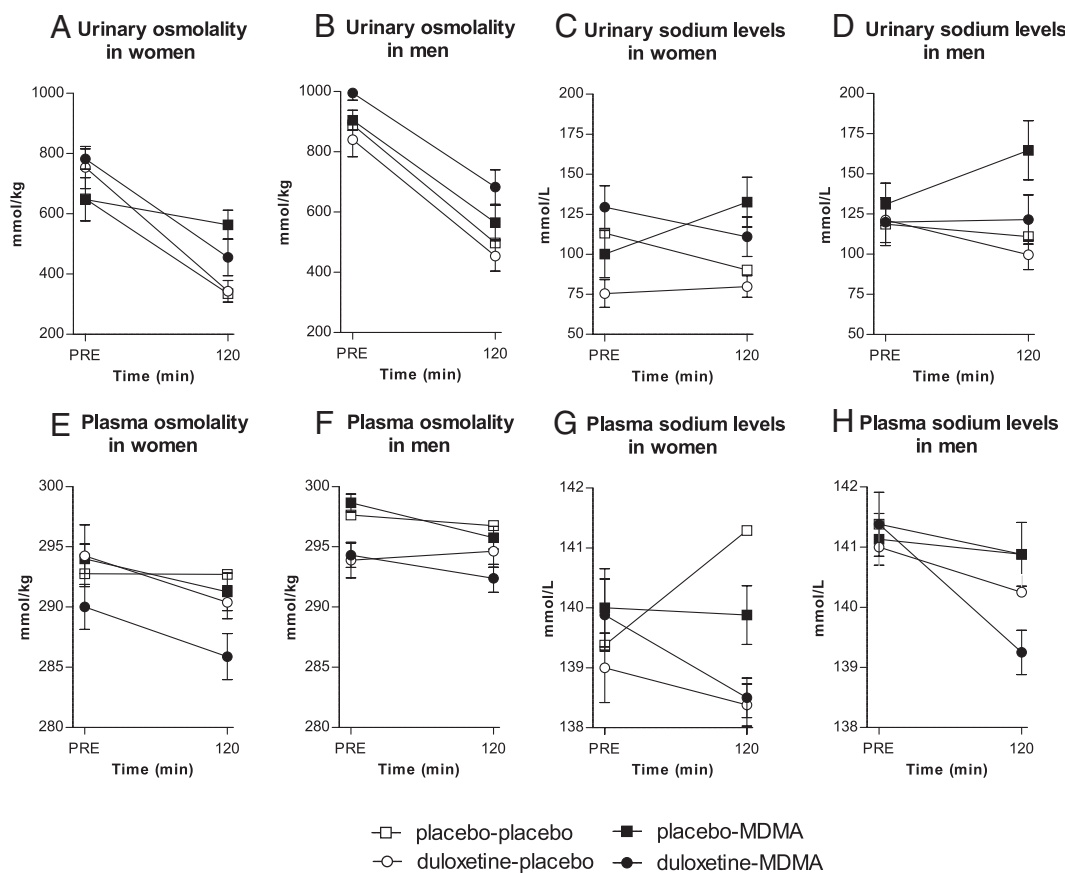 A Urinary osmolality
in women
B Urinary osmolality
in men
C Urinary sodium levels
in women
D Urinary sodium levels
in men
mmol/kg
1000
800
600
400
200
PRE
120
Time (min)
mmol/kg
1000
800
600
400
200
PRE
120
Time (min)
mmol/L
200
175
150
125
100
75
50
PRE
120
Time (min)
mmol/L
200
175
150
125
100
75
50
PRE
120
Time (min)
E Plasma osmolality
in women
F Plasma osmolality
in men
G Plasma sodium levels
in women
H Plasma sodium levels
in men
mmol/kg
300
295
290
285
280
PRE
120
Time (min)
mmol/kg
300
295
290
285
280
PRE
120
Time (min)
mmol/L
142
141
140
139
138
PRE
120
Time (min)
mmol/L
142
141
140
139
138
PRE
120
Time (min)
placebo-placebo
placebo-MDMA
duloxetine-placebo
duloxetine-MDMA